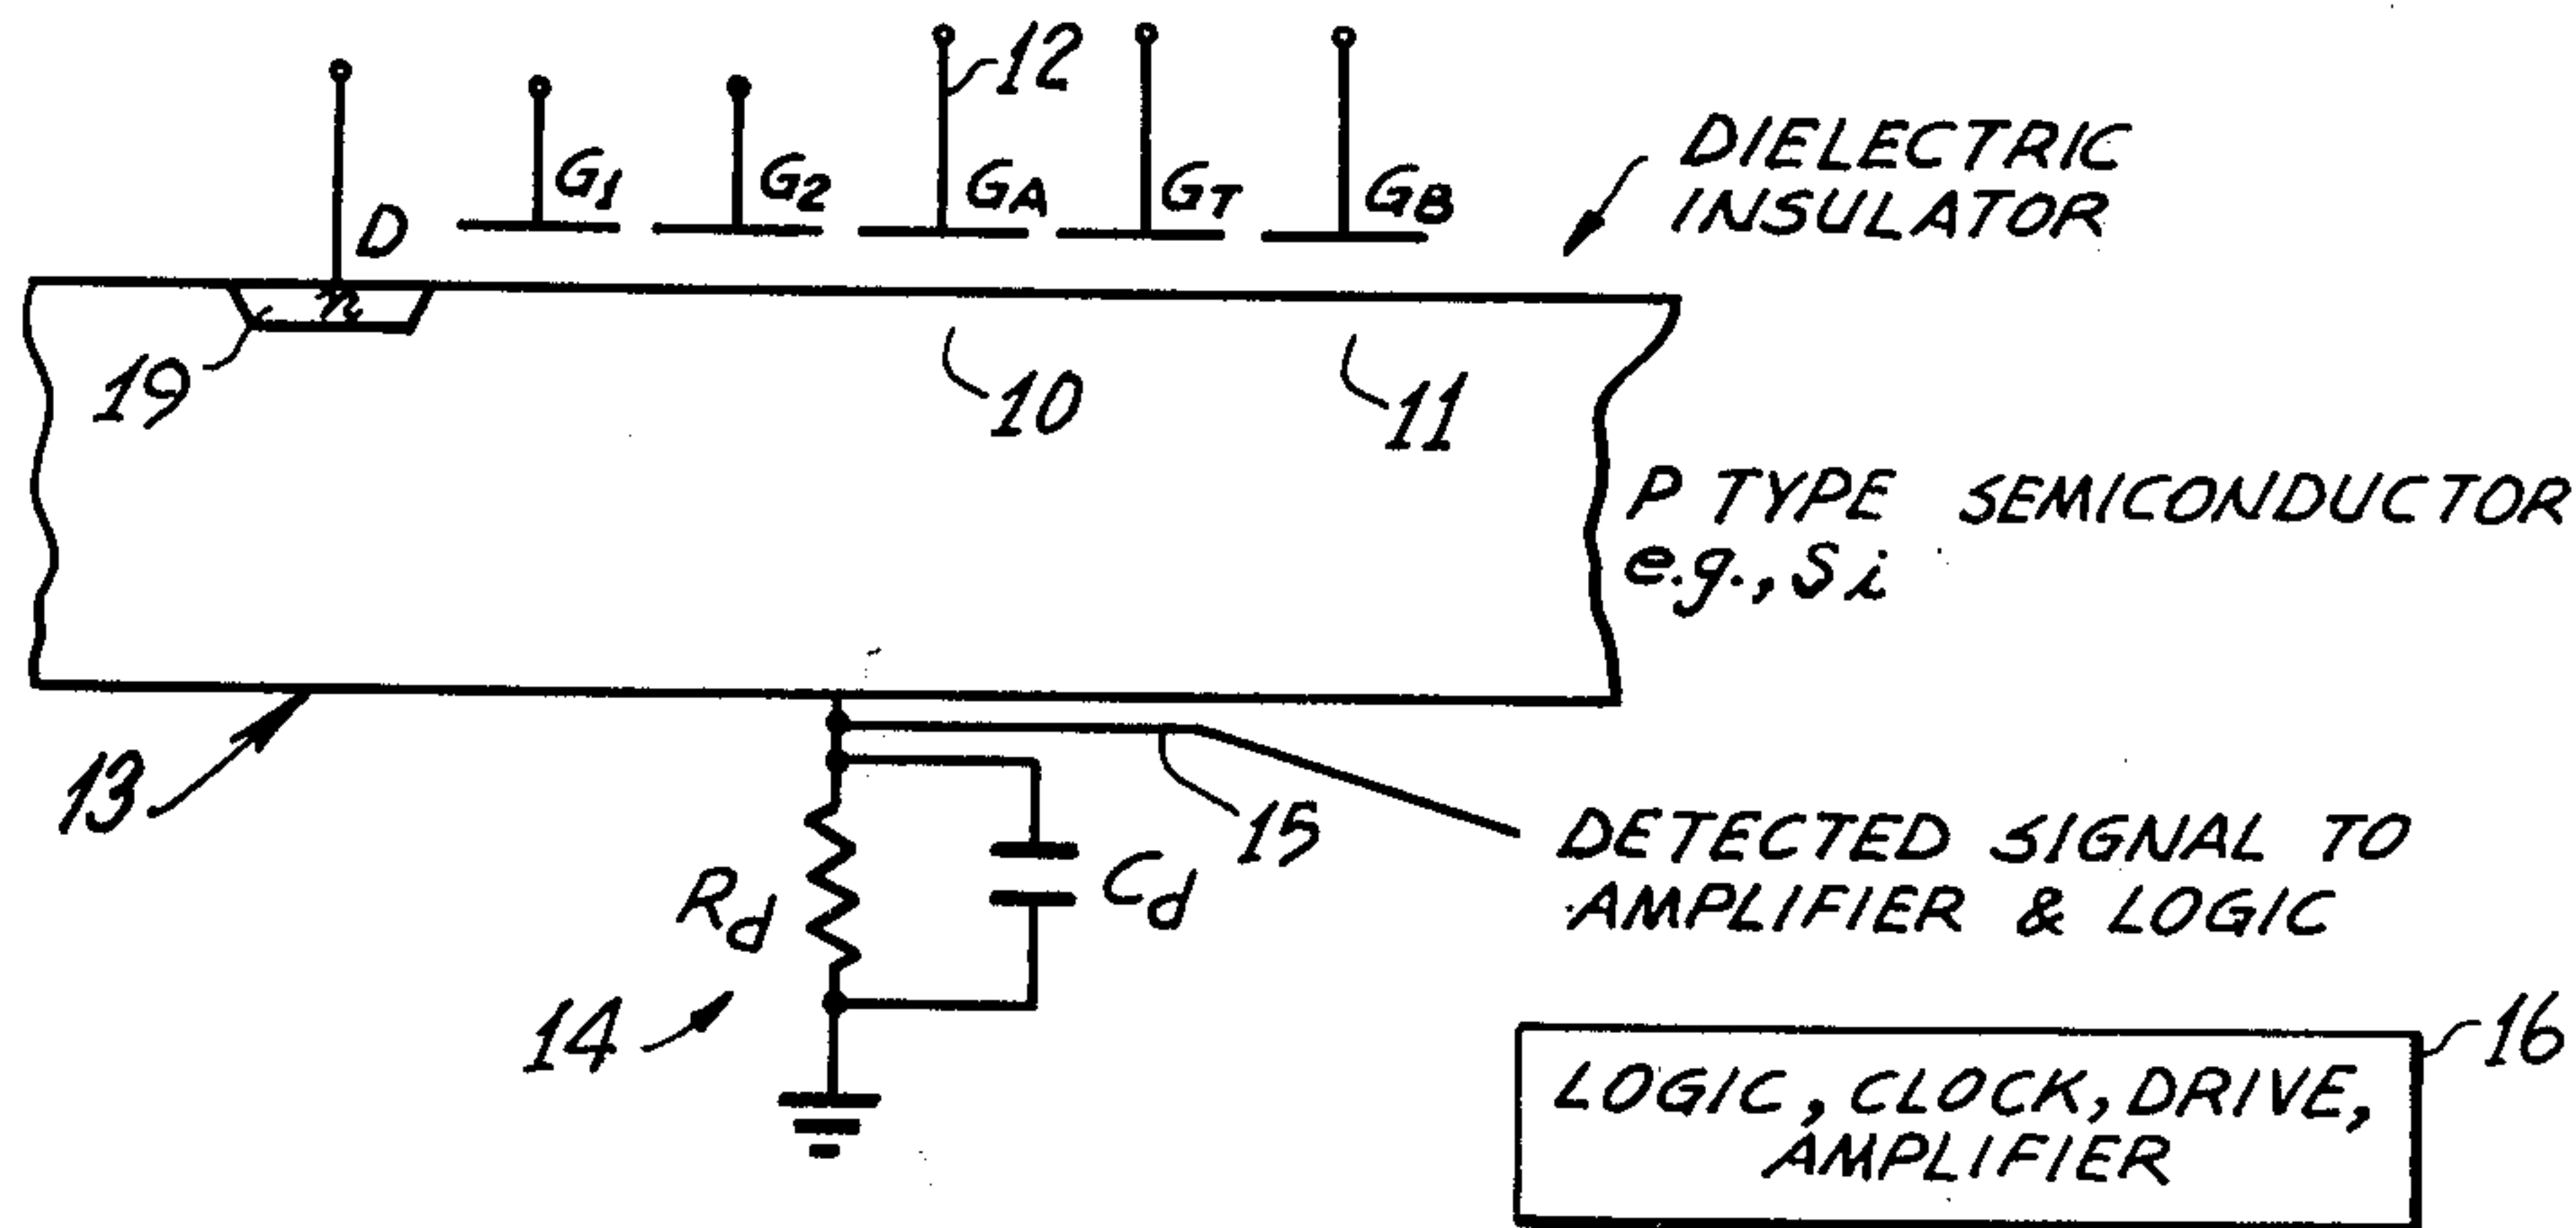 12
D
G1
G2
GA
GT
GB
DIELECTRIC
INSULATOR
n
19
10
11
P TYPE SEMICONDUCTOR
e.g., Si
13
15
Rd
Cd
DETECTED SIGNAL TO
AMPLIFIER & LOGIC
14
16
LOGIC, CLOCK, DRIVE,
AMPLIFIER